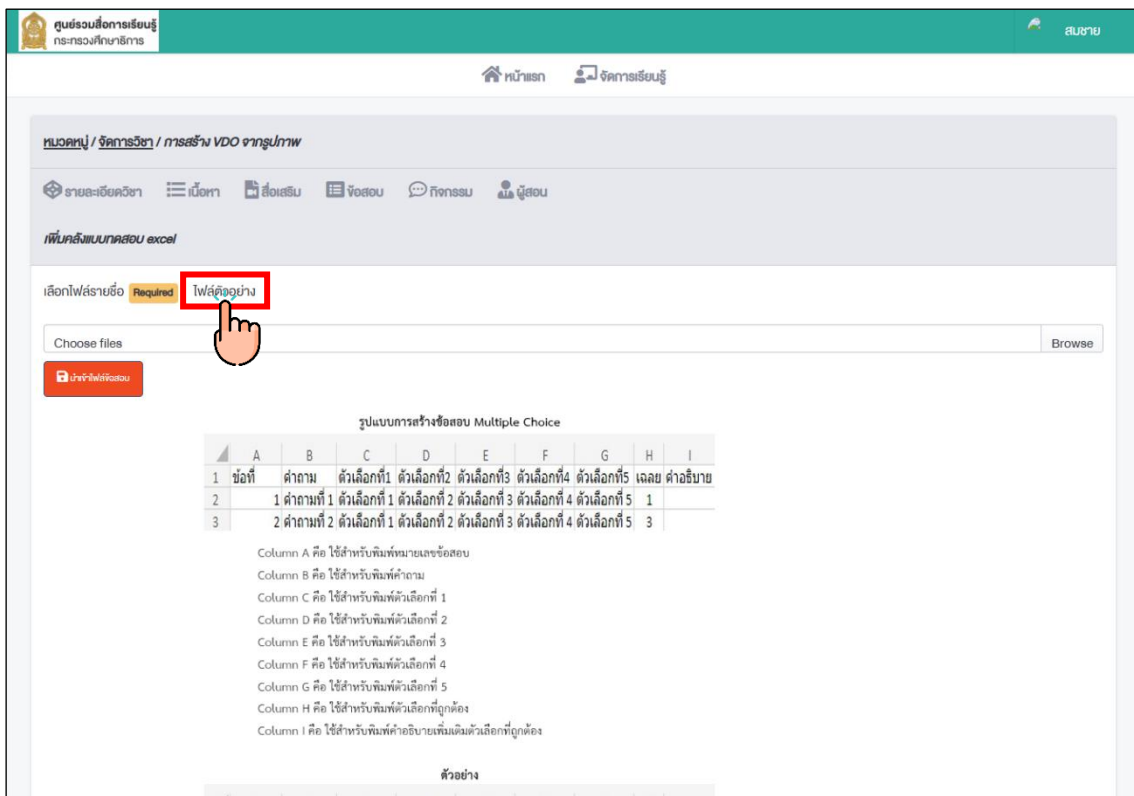 ศูนย์รวมสื่อการเรียนรู้
กระทรวงศึกษาธิการ
สมชาย
หน้าแรก จัดการเรียนรู้
หมวดหมู่ / จัดการวิชา / การสร้าง VDO จากรูปภาพ
รายละเอียดวิชา เนื้อหา สื่อเสริม ข้อสอบ กิจกรรม ผู้สอน
เพิ่มคลังแบบทดสอบ excel
เลือกไฟล์รายชื่อ Required ไฟล์ตัวอย่าง
Choose files Browse
นำเข้าไฟล์ข้อสอบ
รูปแบบการสร้างข้อสอบ Multiple Choice
A B C D E F G H I
1 ข้อที่ คำถาม ตัวเลือกที่1 ตัวเลือกที่2 ตัวเลือกที่3 ตัวเลือกที่4 ตัวเลือกที่5 เฉลย คำอธิบาย
2 1 คำถามที่ 1 ตัวเลือกที่ 1 ตัวเลือกที่ 2 ตัวเลือกที่ 3 ตัวเลือกที่ 4 ตัวเลือกที่ 5 1
3 2 คำถามที่ 2 ตัวเลือกที่ 1 ตัวเลือกที่ 2 ตัวเลือกที่ 3 ตัวเลือกที่ 4 ตัวเลือกที่ 5 3
Column A คือ ใช้สำหรับพิมพ์หมายเลขข้อสอบ
Column B คือ ใช้สำหรับพิมพ์คำถาม
Column C คือ ใช้สำหรับพิมพ์ตัวเลือกที่ 1
Column D คือ ใช้สำหรับพิมพ์ตัวเลือกที่ 2
Column E คือ ใช้สำหรับพิมพ์ตัวเลือกที่ 3
Column F คือ ใช้สำหรับพิมพ์ตัวเลือกที่ 4
Column G คือ ใช้สำหรับพิมพ์ตัวเลือกที่ 5
Column H คือ ใช้สำหรับพิมพ์ตัวเลือกที่ถูกต้อง
Column I คือ ใช้สำหรับพิมพ์คำอธิบายเพิ่มเติมตัวเลือกที่ถูกต้อง
ตัวอย่าง